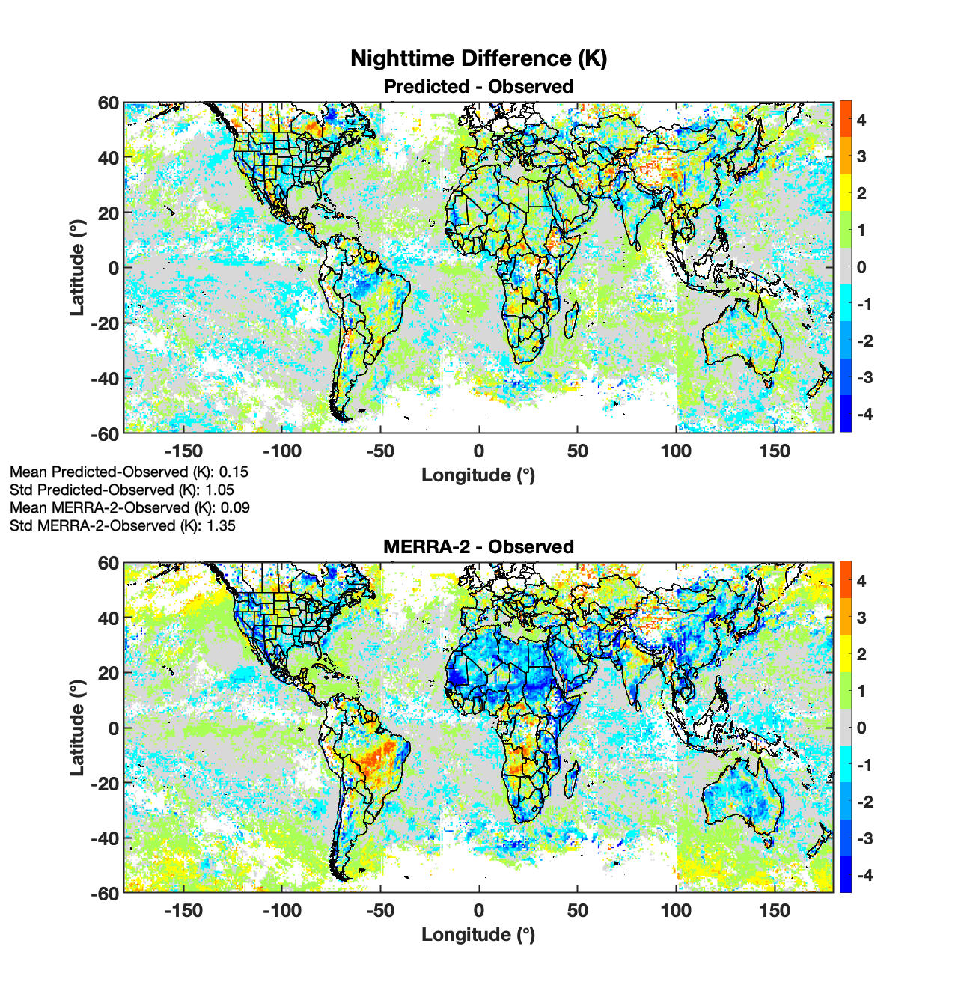 Nighttime Difference (K)
Predicted - Observed
60
40
20
0
-20
-40
-60
Latitude (°)
-150 -100 -50 0 50 100 150
Longitude (°)
4
3
2
1
0
-1
-2
-3
-4
Mean Predicted-Observed (K): 0.15
Std Predicted-Observed (K): 1.05
Mean MERRA-2-Observed (K): 0.09
Std MERRA-2-Observed (K): 1.35
MERRA-2 - Observed
60
40
20
0
-20
-40
-60
Latitude (°)
-150 -100 -50 0 50 100 150
Longitude (°)
4
3
2
1
0
-1
-2
-3
-4